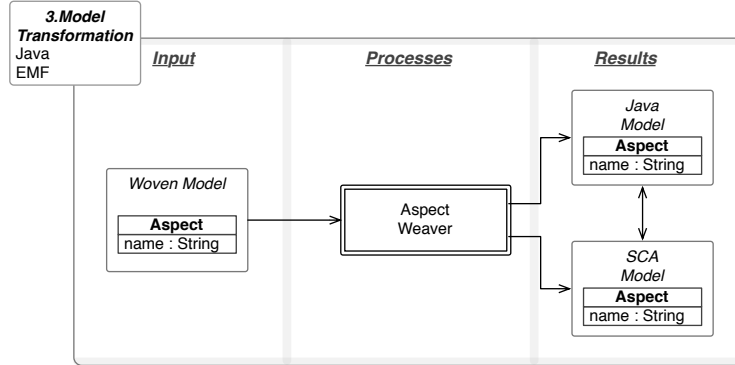 3.Model
Transformation
Java
EMF
Input
Processes
Results
Woven Model
Aspect
name : String
Aspect
Weaver
Java
Model
Aspect
name : String
SCA
Model
Aspect
name : String